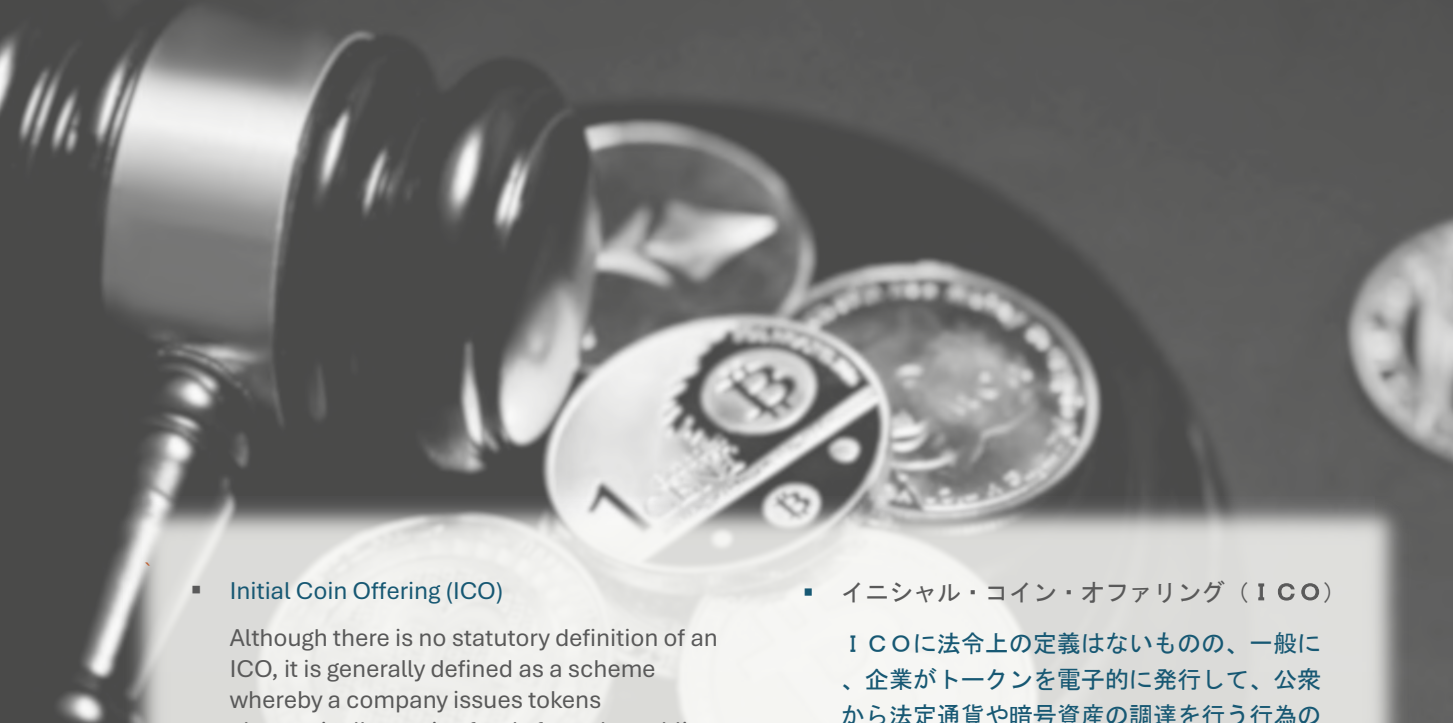 Initial Coin Offering (ICO)
Although there is no statutory definition of an
ICO, it is generally defined as a scheme
whereby a company issues tokens
イニシャル・コイン・オファリング（ＩＣＯ）
ＩＣＯに法令上の定義はないものの、一般に
、企業がトークンを電子的に発行して、公衆
から法定通貨や暗号資産の調達を行う行為の